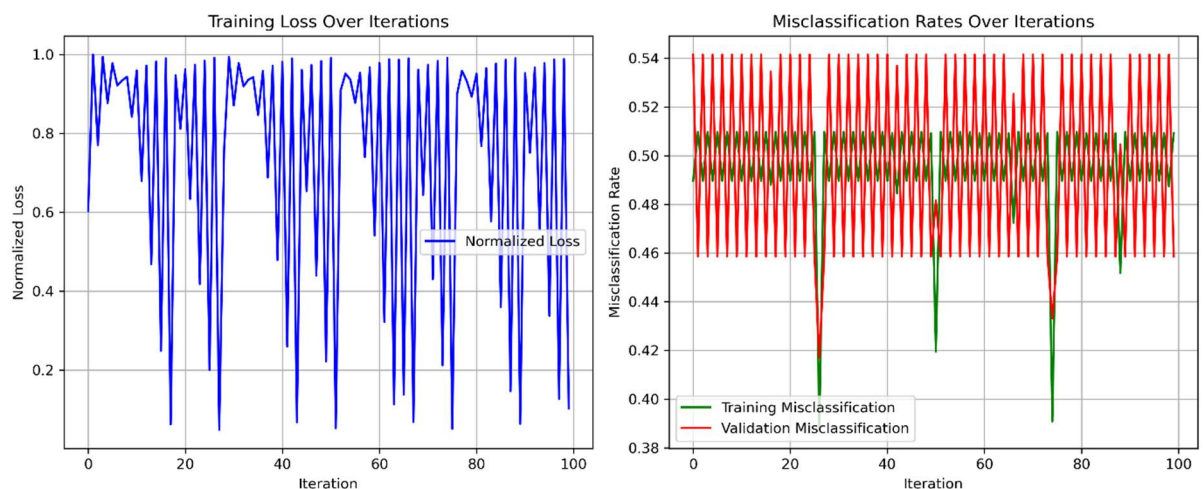 Training Loss Over Iterations
1.0
0.8
0.6
0.4
0.2
Normalized Loss
Normalized Loss
0 20 40 60 80 100
Iteration
Misclassification Rates Over Iterations
0.54
0.52
0.50
0.48
0.46
0.44
0.42
0.40
0.38
Misclassification Rate
Training Misclassification
Validation Misclassification
0 20 40 60 80 100
Iteration